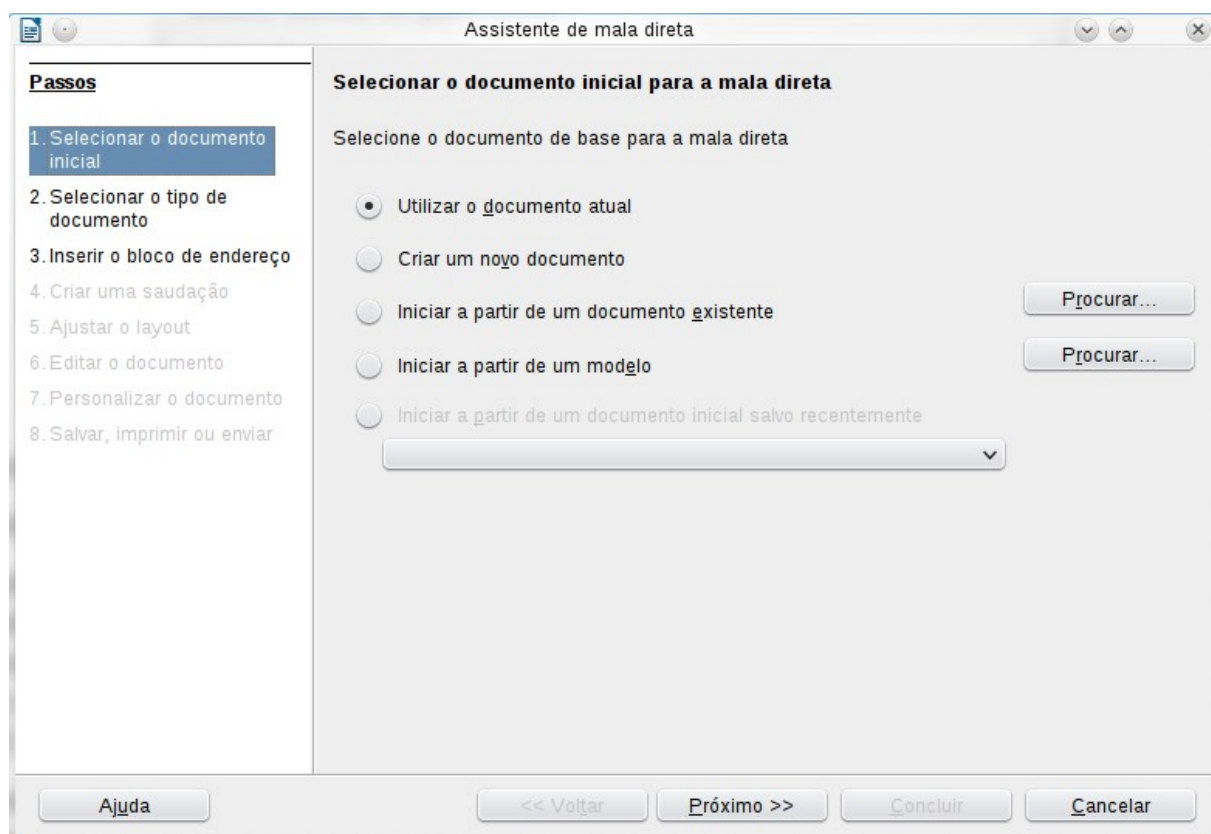 Assistente de mala direta
Passos
1. Selecionar o documento
inicial
2. Selecionar o tipo de
documento
3. Inserir o bloco de endereço
4. Criar uma saudação
5. Ajustar o layout
6. Editar o documento
7. Personalizar o documento
8. Salvar, imprimir ou enviar
Selecionar o documento inicial para a mala direta
Selecione o documento de base para a mala direta
Utilizar o documento atual
Criar um novo documento
Iniciar a partir de um documento existente
Procurar...
Iniciar a partir de um modelo
Procurar...
Iniciar a partir de um documento inicial salvo recentemente
Ajuda
<< Voltar
Próximo >>
Concluir
Cancelar